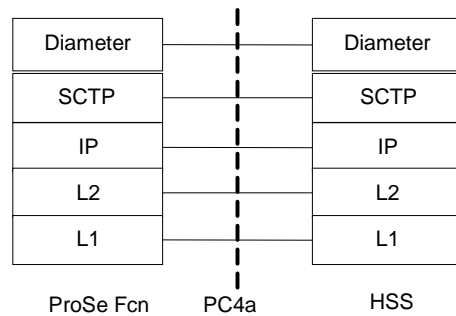 Diameter Diameter
SCTP SCTP
IP IP
L2 L2
L1 L1
ProSe Fcn PC4a HSS